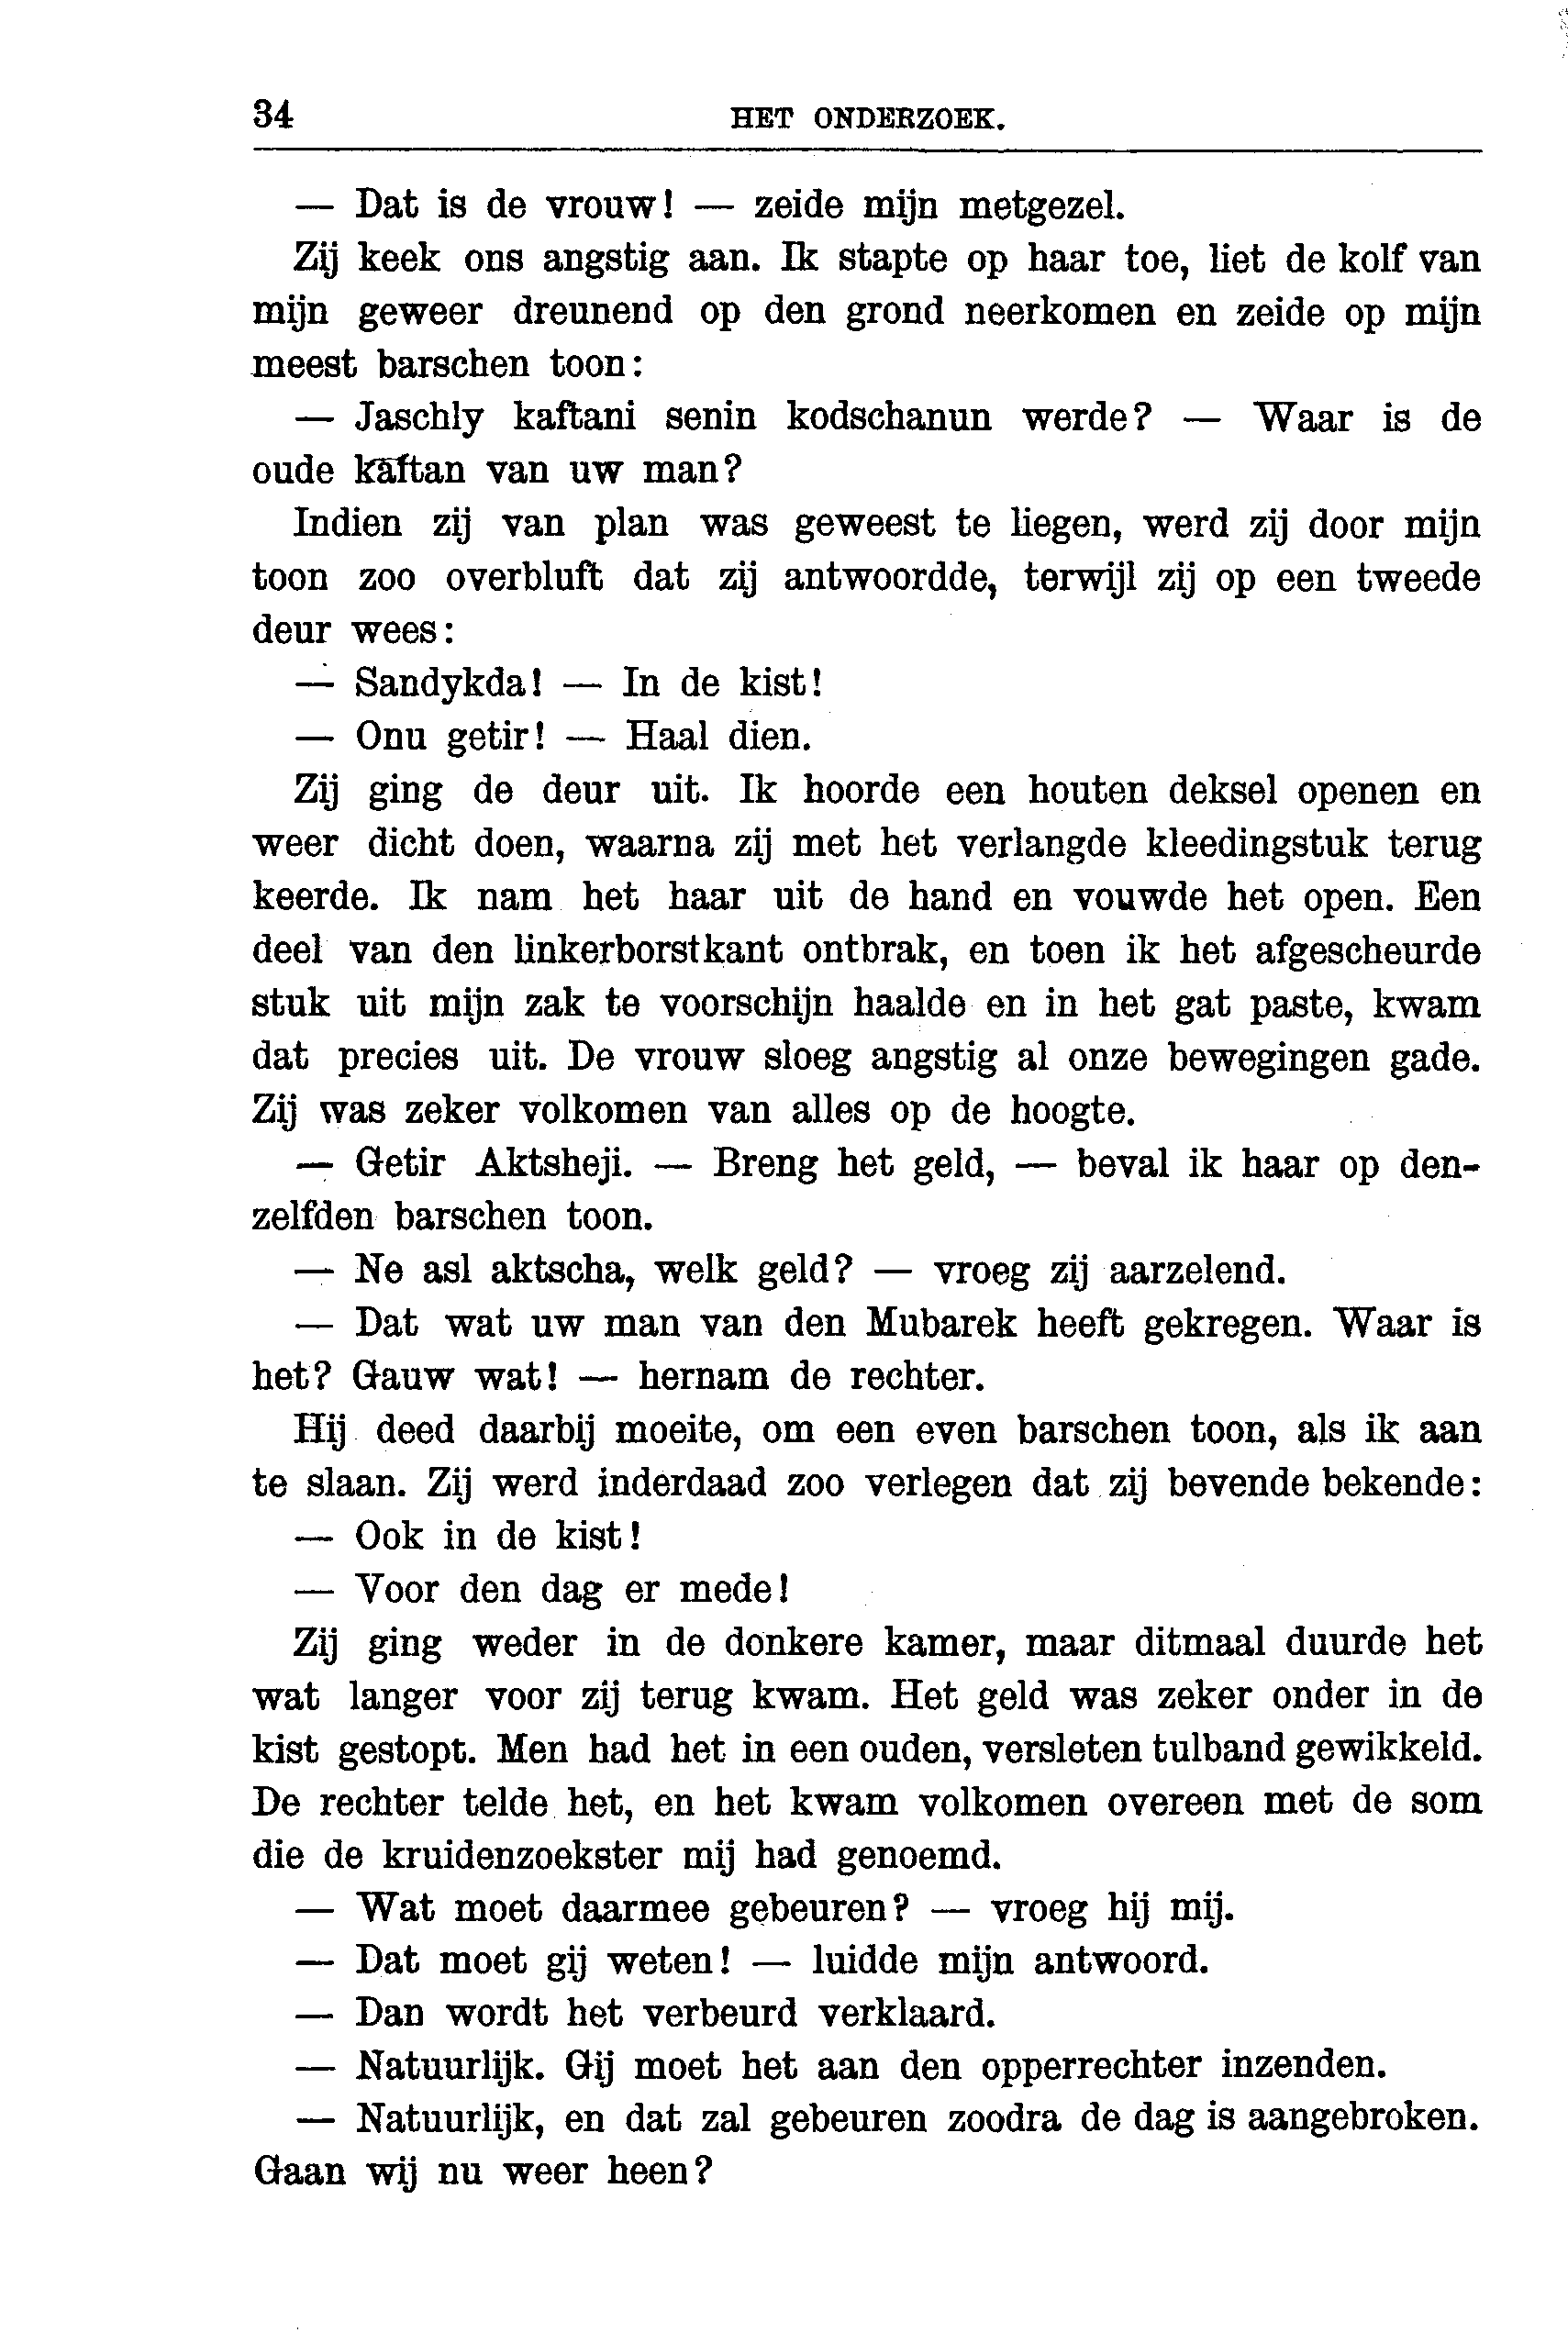 34 HET ONDERZOEK.
— Dat is de vrouw! — zeide mijn metgezel.
Zij keek ons angstig aan. Ik stapte op haar toe, liet de kolf van
mijn geweer dreunend op den grond neerkomen en zeide op mijn
meest barschen toon:
— Jaschly kaftani senin kodschanun werde? — Waar is de
oude kaftan van uw man?
Indien zij van plan was geweest te liegen, werd zij door mijn
toon zoo overbluft dat zij antwoordde, terwijl zij op een tweede
deur wees:
— Sandykda! — In de kist!
— Onu getir! — Haal dien.
Zij ging de deur uit. Ik hoorde een houten deksel openen en
weer dicht doen, waarna zij met het verlangde kleedingstuk terug
keerde. Ik nam het haar uit de hand en vouwde het open. Een
deel van den linkerborstkant ontbrak, en toen ik het afgescheurde
stuk uit mijn zak te voorschijn haalde en in het gat paste, kwam
dat precies uit. De vrouw sloeg angstig al onze bewegingen gade.
Zij was zeker volkomen van alles op de hoogte.
— Getir Aktsheji. — Breng het geld, — beval ik haar op den-
zelfden barschen toon.
— Ne asl aktscha, welk geld? — vroeg zij aarzelend.
— Dat wat uw man van den Mubarek heeft gekregen. Waar is
het? Gauw wat! — hernam de rechter.
Hij deed daarbij moeite, om een even barschen toon, als ik aan
te slaan. Zij werd inderdaad zoo verlegen dat zij bevende bekende:
— Ook in de kist!
— Voor den dag er mede!
Zij ging weder in de donkere kamer, maar ditmaal duurde het
wat langer voor zij terug kwam. Het geld was zeker onder in de
kist gestopt. Men had het in een ouden, versleten tulband gewikkeld.
De rechter telde het, en het kwam volkomen overeen met de som
die de kruidenzoekster mij had genoemd.
— Wat moet daarmee gebeuren? — vroeg hij mij.
— Dat moet gij weten! — luidde mijn antwoord.
— Dan wordt het verbeurd verklaard.
— Natuurlijk. Gij moet het aan den opperrechter inzenden.
— Natuurlijk, en dat zal gebeuren zoodra de dag is aangebroken.
Gaan wij nu weer heen?